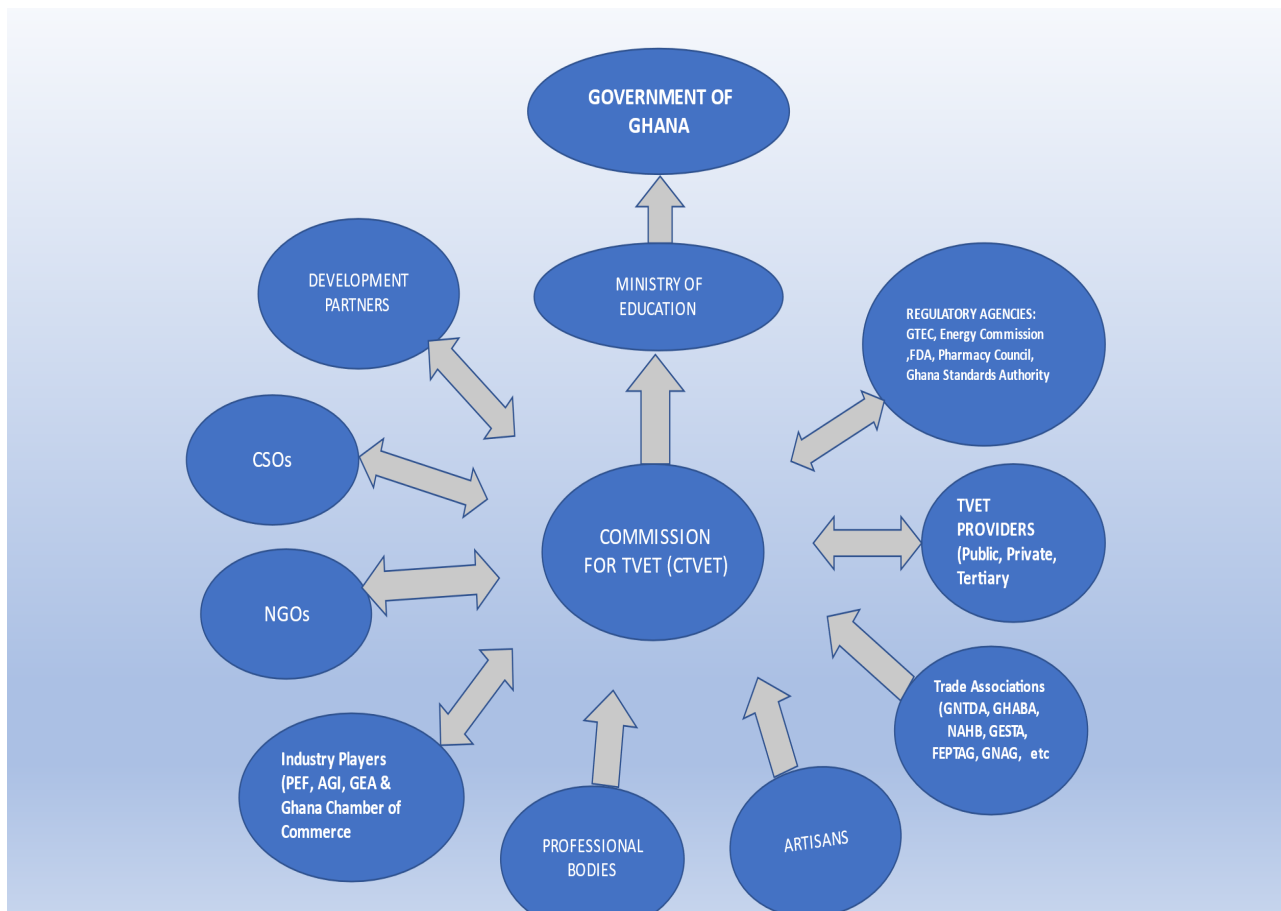 GOVERNMENT OF
GHANA
DEVELOPMENT
PARTNERS
MINISTRY OF
EDUCATION
REGULATORY AGENCIES:
GTEC, Energy Commission
,FDA, Pharmacy Council,
Ghana Standards Authority
CSOs
COMMISSION
FOR TVET (CTVET)
TVET
PROVIDERS
(Public, Private,
Tertiary
NGOs
Trade Associations
(GNTDA, GHABA,
NAHB, GESTA,
FEPTAG, GNAG, etc
Industry Players
(PEF, AGI, GEA &
Ghana Chamber of
Commerce
PROFESSIONAL
BODIES
ARTISANS